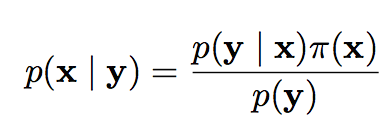 p(𝐱 | 𝐲) = p(𝐲 | 𝐱)π(𝐱) / p(𝐲)